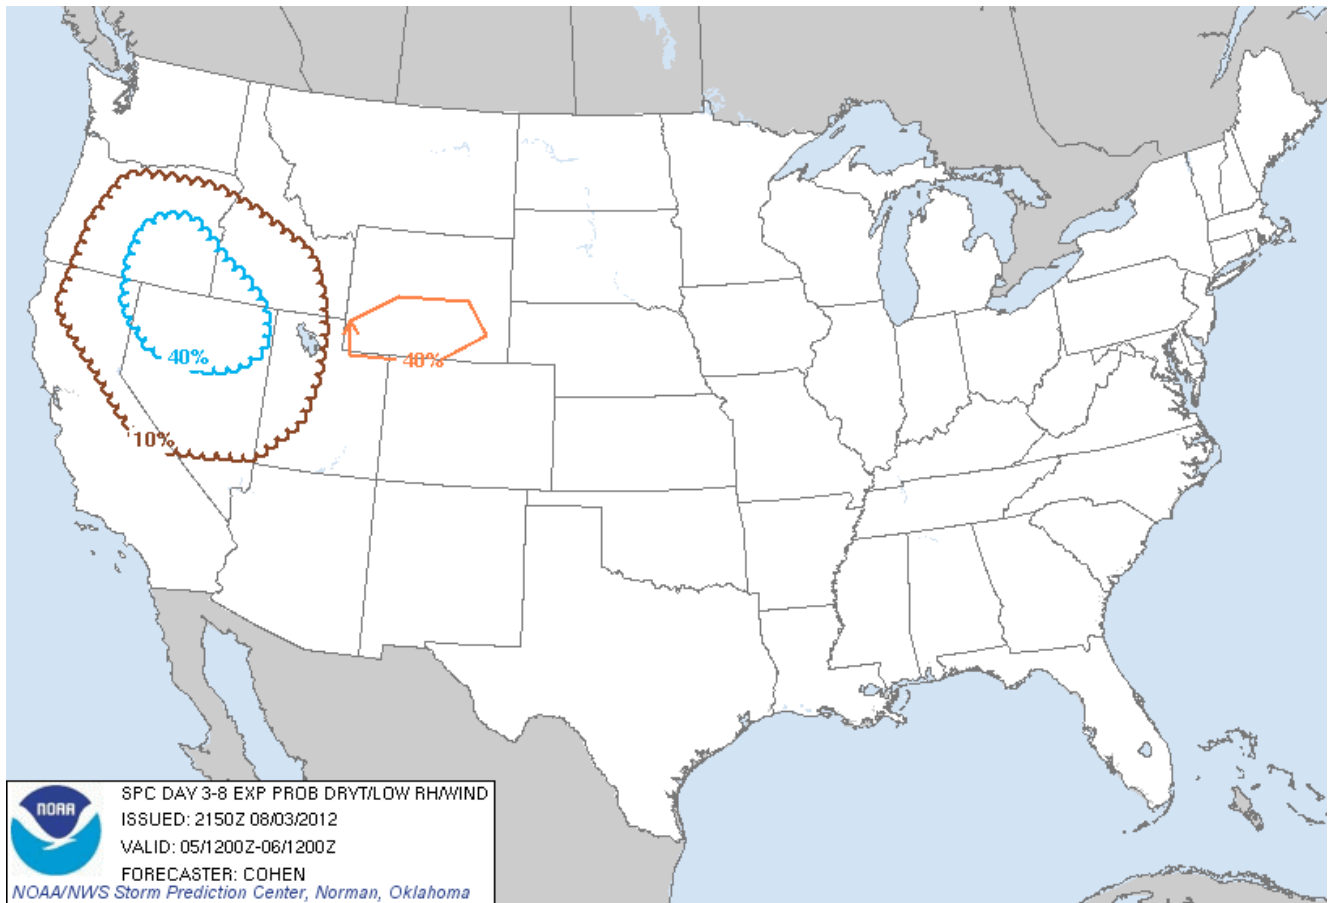 40%
40%
10%
NOAA
SPC DAY 3-8 EXP PROB DRYT/LOW RH/WIND
ISSUED: 2150Z 08/03/2012
VALID: 05/1200Z-06/1200Z
FORECASTER: COHEN
NOAA/NWS Storm Prediction Center, Norman, Oklahoma